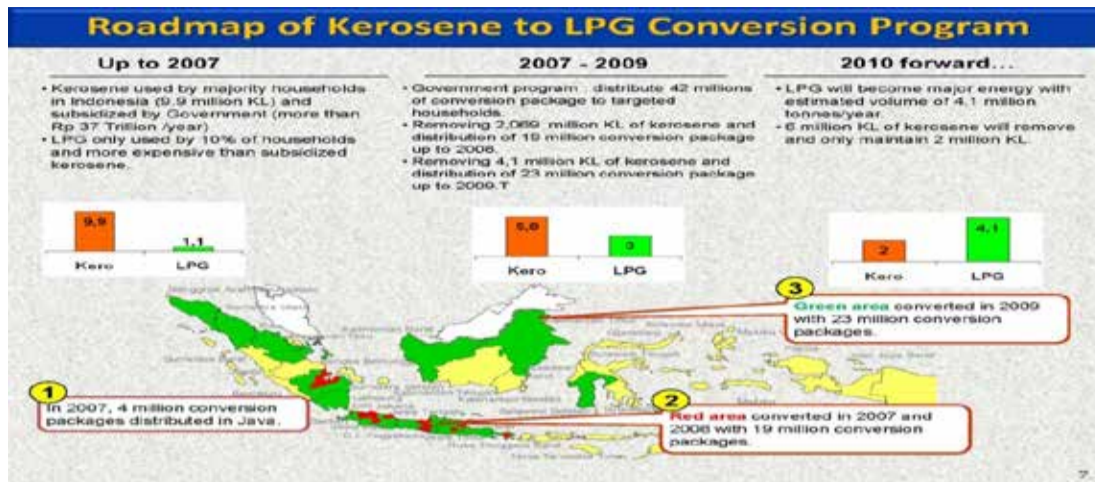 Roadmap of Kerosene to LPG Conversion Program
Up to 2007
• Kerosene used by majority households
in Indonesia (9.9 million KL) and
subsidized by Government (more than
Rp 37 Trillion /year)
• LPG only used by 10% of households
and more expensive than subsidized
kerosene.
9,9
1,1
Kero
LPG
2007 - 2009
• Government program : distribute 42 millions
of conversion package to targeted
households.
• Removing 2,069 million KL of kerosene and
distribution of 19 million conversion package
up to 2008.
• Removing 4,1 million KL of kerosene and
distribution of 23 million conversion package
up to 2009.T
Kero
3
LPG
2010 forward...
• LPG will become major energy with
estimated volume of 4.1 million
tonnes/year.
• 6 million KL of kerosene will remove
and only maintain 2 million KL.
2
4,1
Kero
LPG
3
Green area converted in 2009
with 23 million conversion
packages.
1
In 2007, 4 million conversion
packages distributed in Java.
2
Red area converted in 2007 and
2008 with 19 million conversion
packages.
7